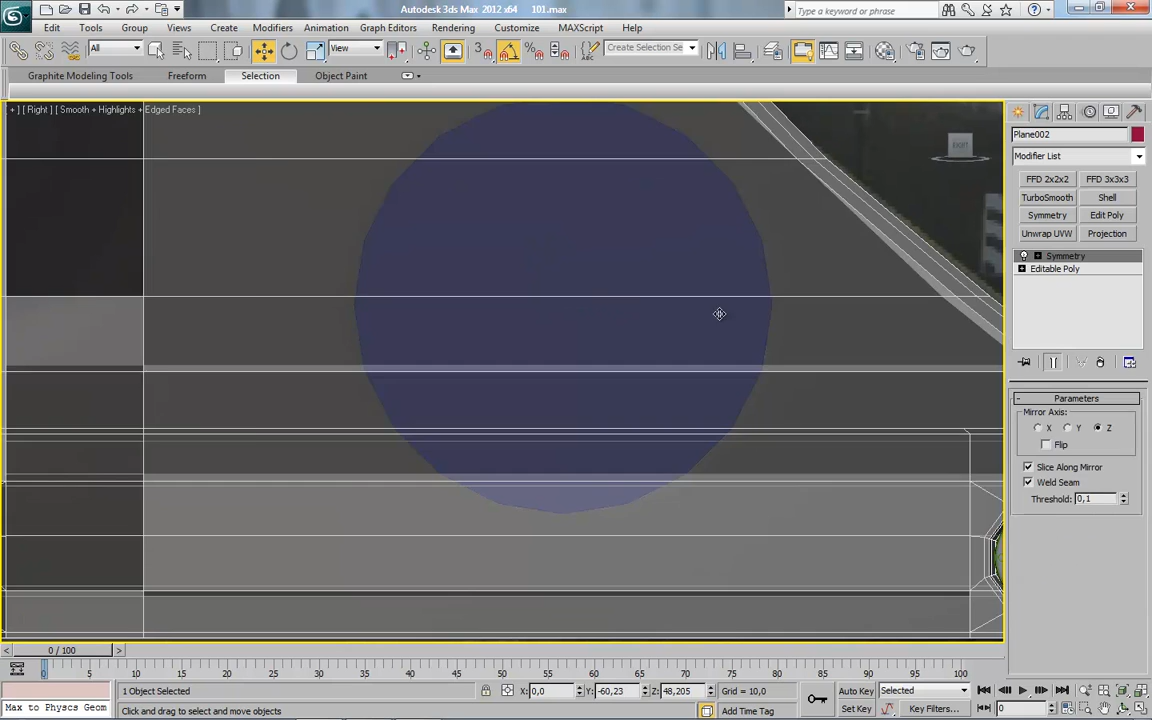 Autodesk 3ds Max 2012 x64 101.max
Type a keyword or phrase
Edit Tools Group Views Create Modifiers Animation Graph Editors Rendering Customize MAXScript Help
All View 3 Create Selection Se
Graphite Modeling Tools Freeform Selection Object Paint
+ ] [ Right ] [ Smooth + Highlights + Edged Faces ]
Plane002
Modifier List
FFD 2x2x2 FFD 3x3x3
TurboSmooth Shell
Symmetry Edit Poly
Unwrap UVW Projection
Symmetry
Editable Poly
Parameters
Mirror Axis:
X Y Z
Flip
Slice Along Mirror
Weld Seam
Threshold: 0,1
0 / 100
0 5 10 15 20 25 30 35 40 45 50 55 60 65 70 75 80 85 90 95 100
1 Object Selected X: 0,0 Y: -60,23 Z: 48,205 Grid = 10,0 Auto Key Selected
Max to Physcs Geom Click and drag to select and move objects Add Time Tag Set Key Key Filters... 0